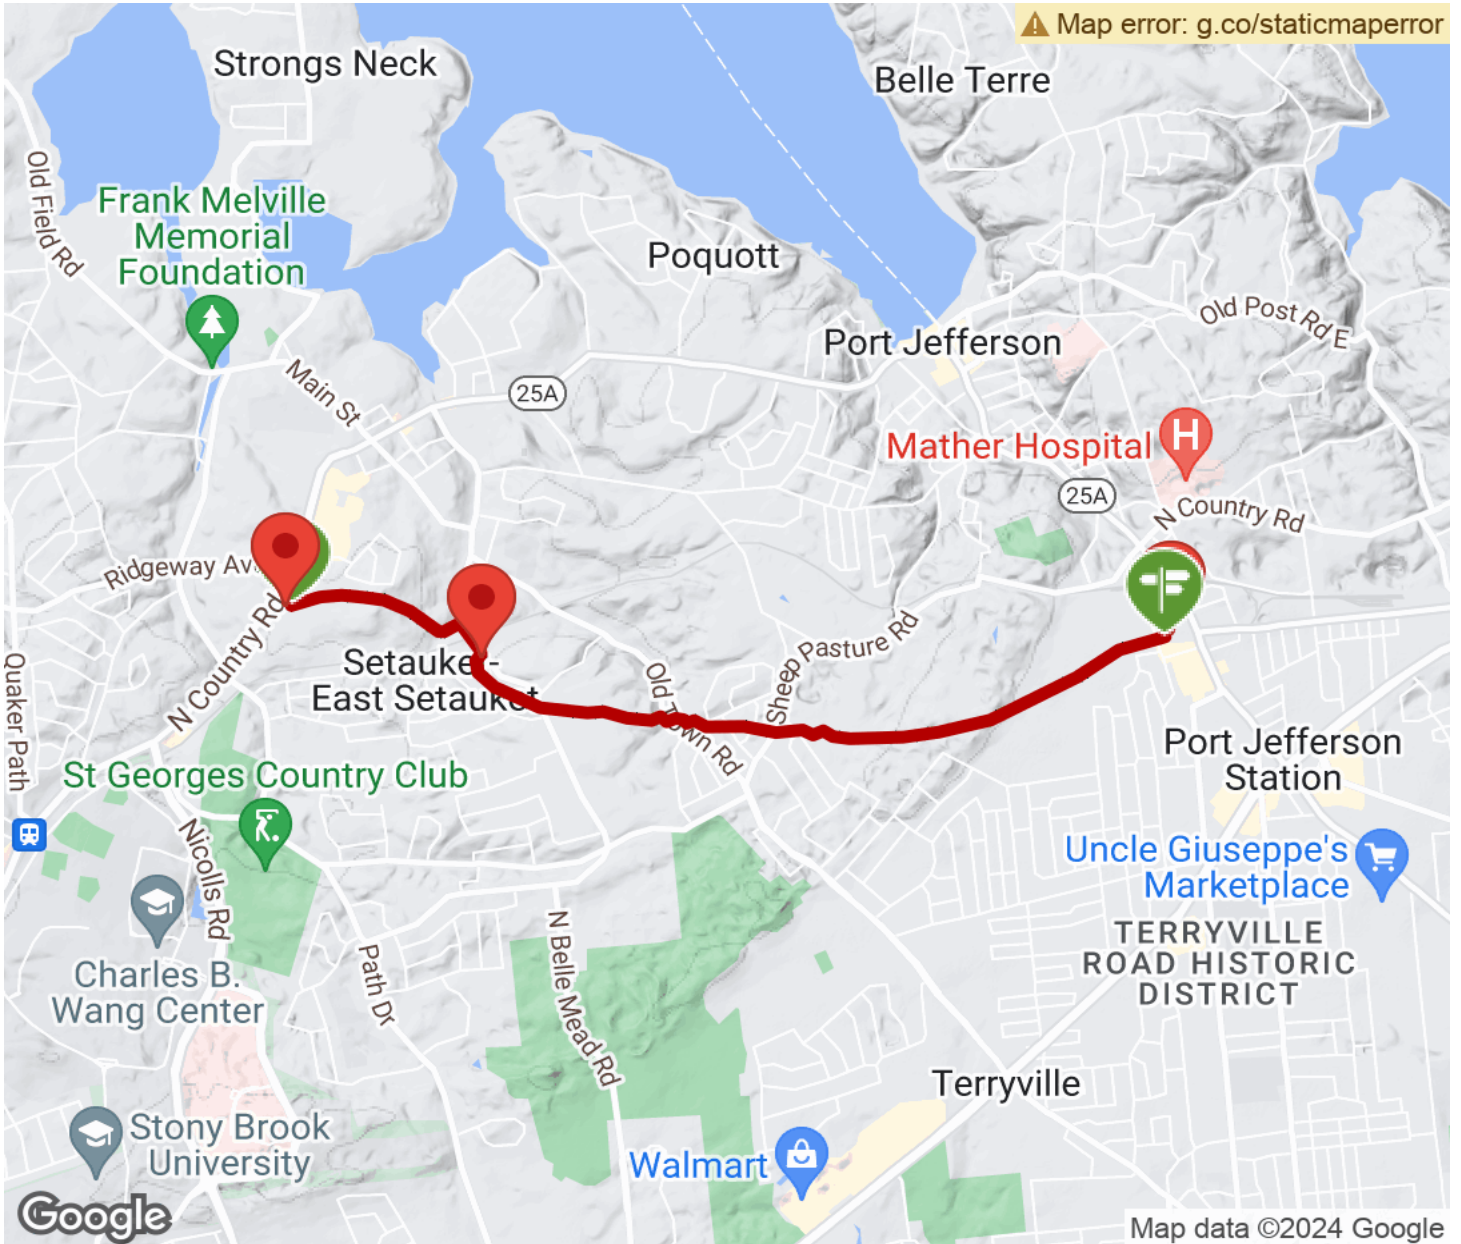 Map error: g.co/staticmaperror
Strongs Neck
Belle Terre
Old Field Rd
Frank Melville
Memorial
Foundation
Poquott
Old Post Rd E
Port Jefferson
Main St
25A
Mather Hospital
H
25A
N Country Rd
Ridgeway Av
N Country Rd
Sheep Pasture Rd
Quaker Path
Setauke -
East Setauket
Old Town Rd
Port Jefferson
Station
St Georges Country Club
Nicolls Rd
Uncle Giuseppe's
Marketplace
Path Dr
N Belle Mead Rd
TERRYVILLE
ROAD HISTORIC
DISTRICT
Charles B.
Wang Center
Terryville
Stony Brook
University
Walmart
Google
Map data ©2024 Google